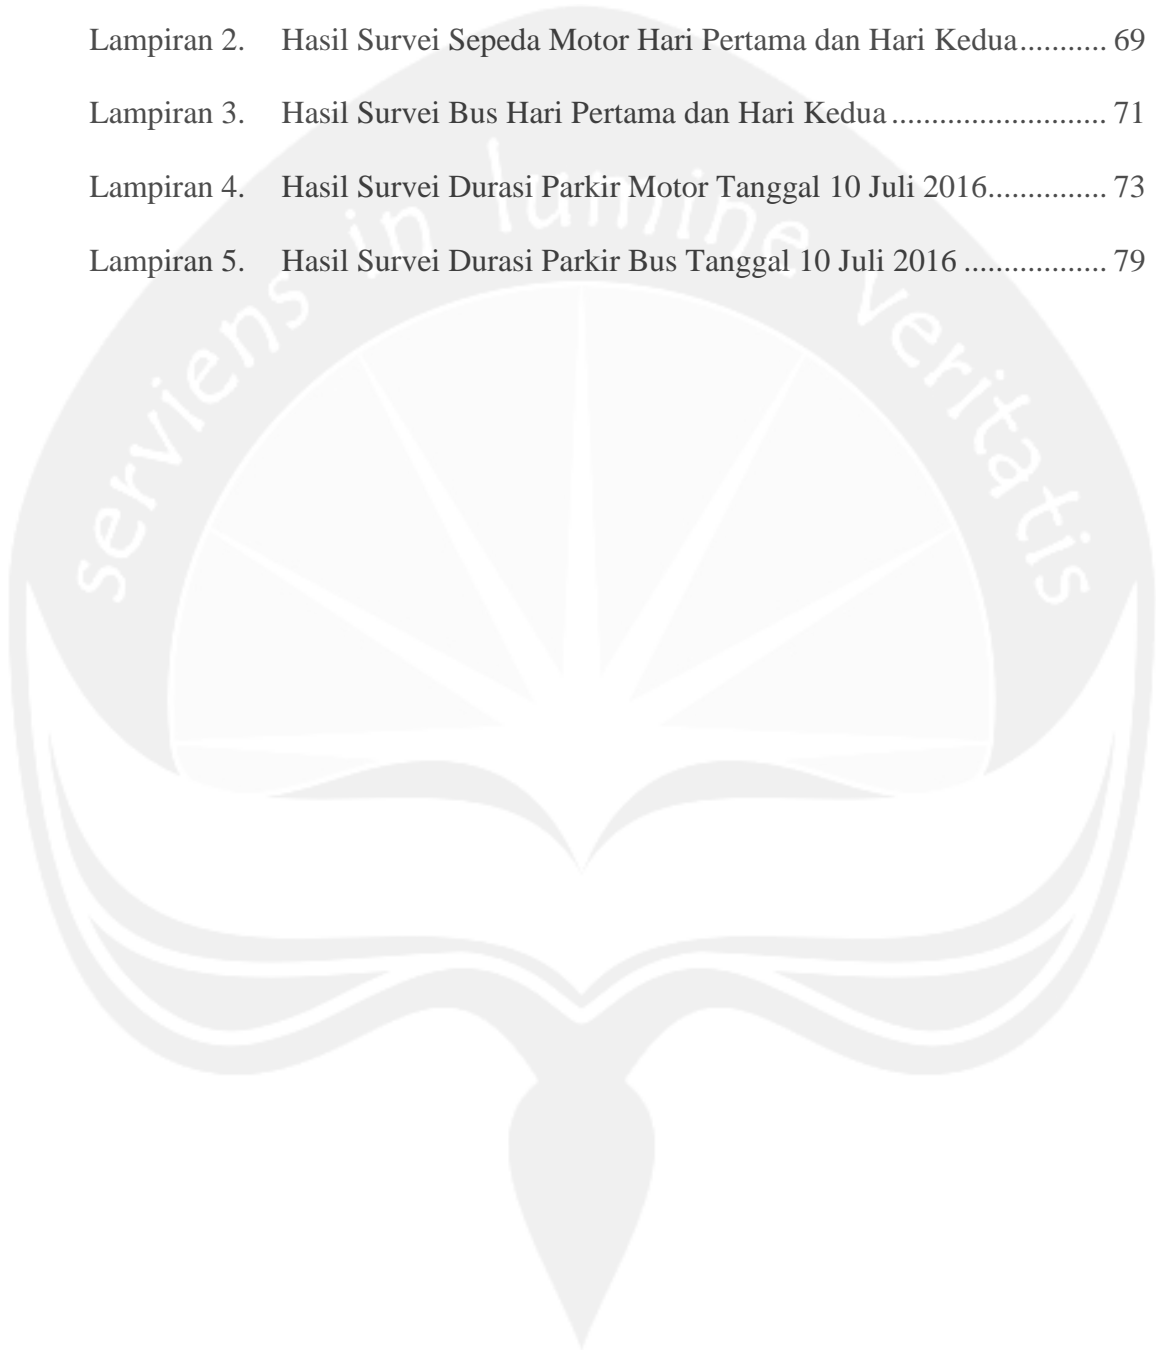 Lampiran 2. Hasil Survei Sepeda Motor Hari Pertama dan Hari Kedua........... 69
Lampiran 3. Hasil Survei Bus Hari Pertama dan Hari Kedua........................... 71
Lampiran 4. Hasil Survei Durasi Parkir Motor Tanggal 10 Juli 2016............... 73
Lampiran 5. Hasil Survei Durasi Parkir Bus Tanggal 10 Juli 2016.................. 79
serviens in lumine veritatis